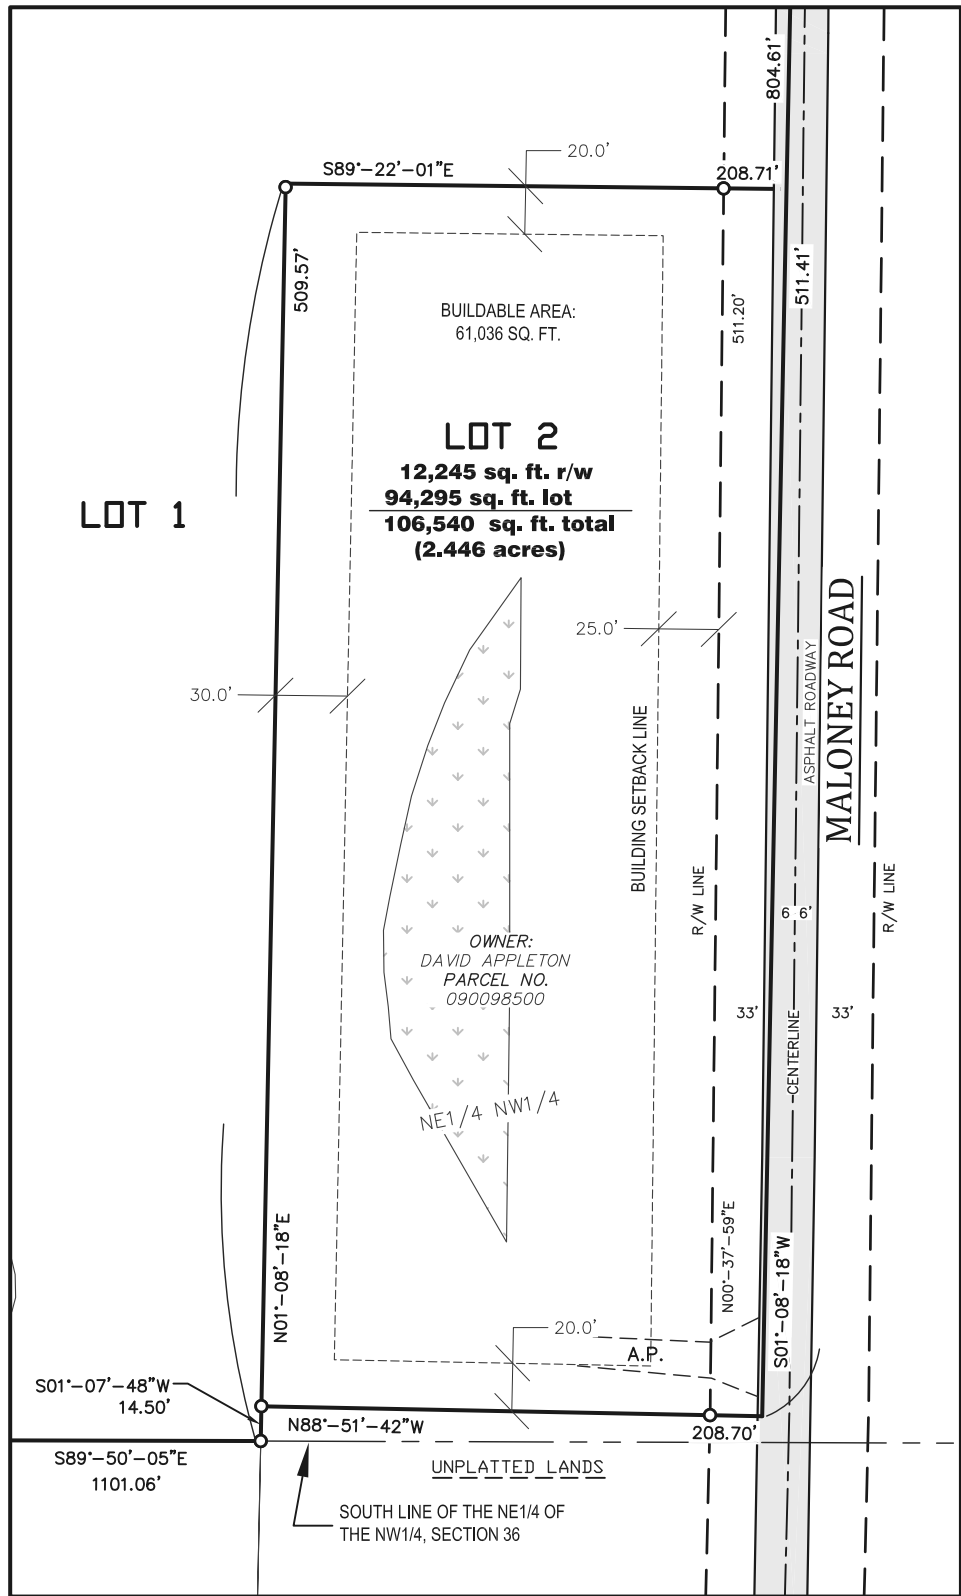 804.61'
20.0'
S89°-22'-01"E
208.71'
509.57'
511.41'
511.20'
BUILDABLE AREA:
61,036 SQ. FT.
LOT 2
12,245 sq. ft. r/w
94,295 sq. ft. lot
106,540 sq. ft. total
(2.446 acres)
LOT 1
25.0'
30.0'
BUILDING SETBACK LINE
ASPHALT ROADWAY
MALONEY ROAD
R/W LINE
R/W LINE
6 6'
OWNER:
DAVID APPLETON
PARCEL NO.
090098500
33'
33'
CENTERLINE
NE1/4 NW1/4
N00°-37'-59"E
N01°-08'-18"E
S01°-08'-18"W
20.0'
A.P.
S01°-07'-48"W
14.50'
N88°-51'-42"W
208.70'
S89°-50'-05"E
1101.06'
UNPLATTED LANDS
SOUTH LINE OF THE NE1/4 OF
THE NW1/4, SECTION 36